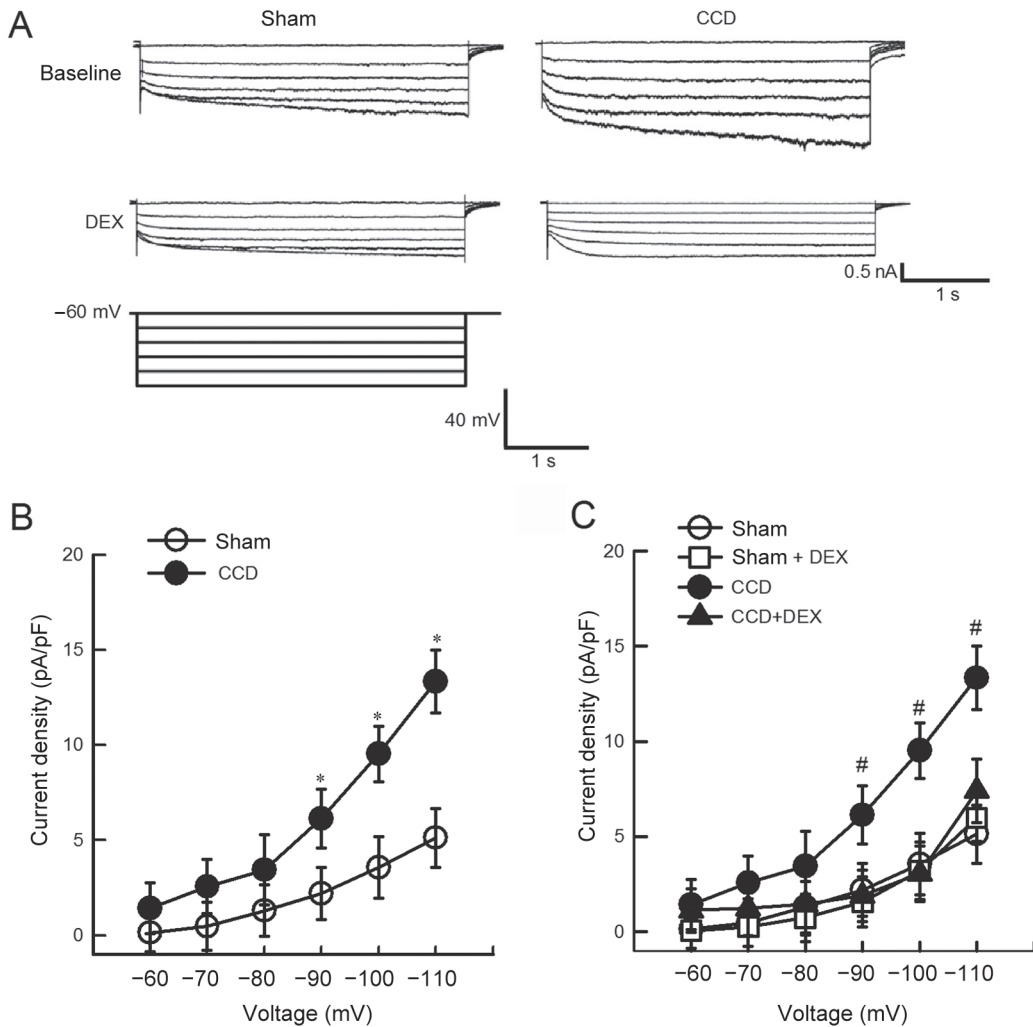 A
Sham
CCD
Baseline
DEX
0.5 nA
1 s
−60 mV
40 mV
1 s
B
Sham
CCD
20
15
10
5
0
Current density (pA/pF)
* * *
−60 −70 −80 −90 −100 −110
Voltage (mV)
C
Sham
Sham + DEX
CCD
CCD+DEX
20
15
10
5
0
Current density (pA/pF)
# # #
−60 −70 −80 −90 −100 −110
Voltage (mV)